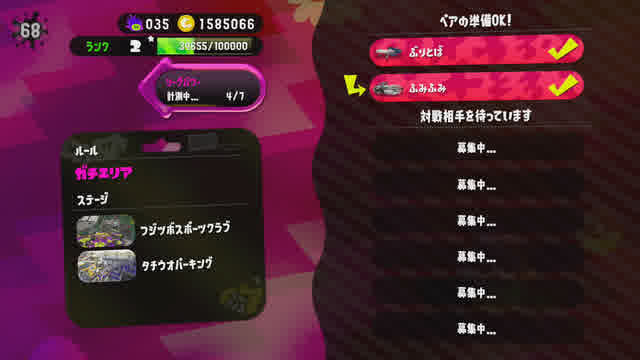 68
035
1585066
ランク
2
39655/100000
リーグパワー
計測中...
4/7
ルール
ガチエリア
ステージ
フジツボスポーツクラブ
タチウオパーキング
ペアの準備OK!
ぷりとば
ふみふみ
対戦相手を待っています
募集中...
募集中...
募集中...
募集中...
募集中...
募集中...